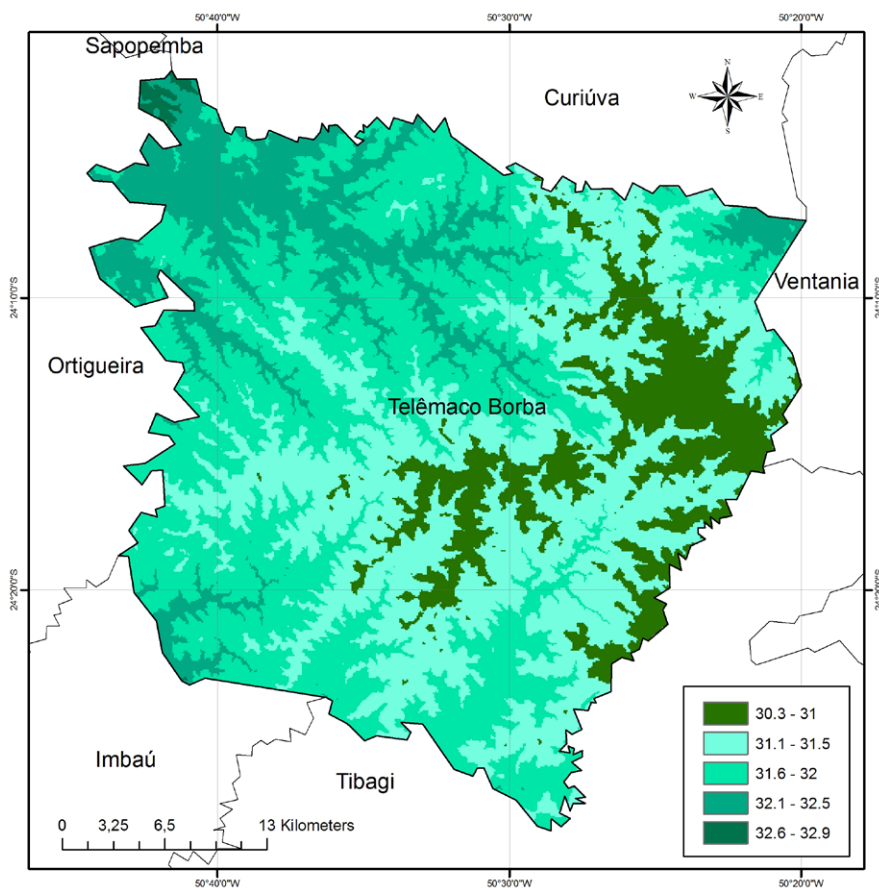 50°40'0"W 50°30'0"W 50°20'0"W
Sapopemba
Curiúva
N
W E
S
Ventania
24°10'0"S 24°10'0"S
Ortigueira
Telêmaco Borba
24°20'0"S 24°20'0"S
Imbaú
Tibagi
0 3,25 6,5 13 Kilometers
30.3 - 31
31.1 - 31.5
31.6 - 32
32.1 - 32.5
32.6 - 32.9
50°40'0"W 50°30'0"W 50°20'0"W